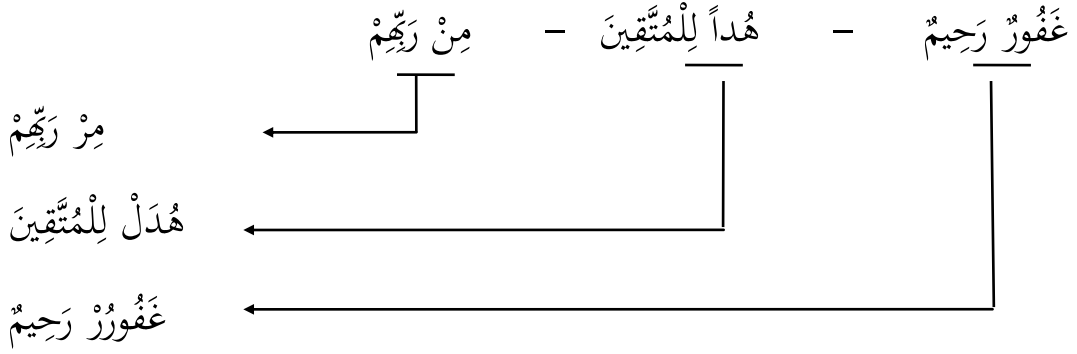 غَفُورٌ رَحِيمٌ – هُداً لِلْمُتَّقِينَ – مِنْ رَبِّهِمْ
مِرْ رَبِّهِمْ
هُدَلْ لِلْمُتَّقِينَ
غَفُورُرْ رَحِيمٌ